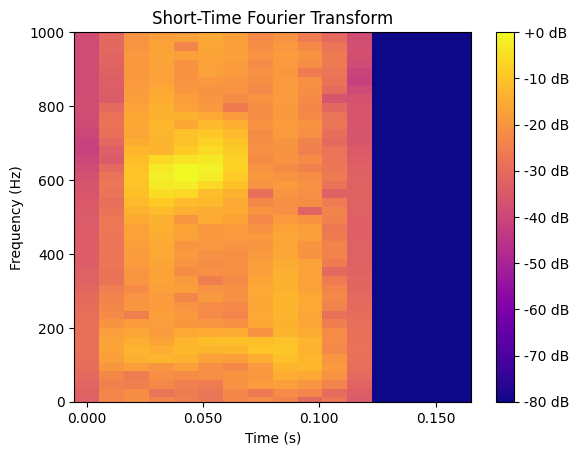 Short-Time Fourier Transform
Frequency (Hz)
1000
800
600
400
200
0
0.000
0.050
0.100
0.150
Time (s)
+0 dB
-10 dB
-20 dB
-30 dB
-40 dB
-50 dB
-60 dB
-70 dB
-80 dB